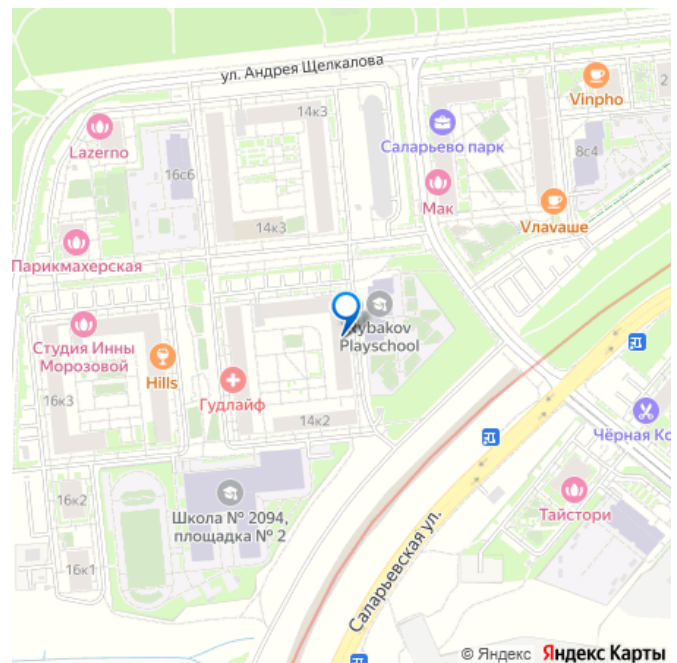 ул. Андрея Щелкалова
Vinpho
2
14к3
Lazerno
Саларьево парк
8с4
16с6
Мак
14к3
Vлаваше
Парикмахерская
Rybakov
Playschool
Студия Инны
Морозовой
Hills
Гудлайф
16к3
14к2
Чёрная Ко
16к2
Школа № 2094,
площадка № 2
Тайстори
16к1
Саларьевская ул.
© Яндекс Яндекс Карты